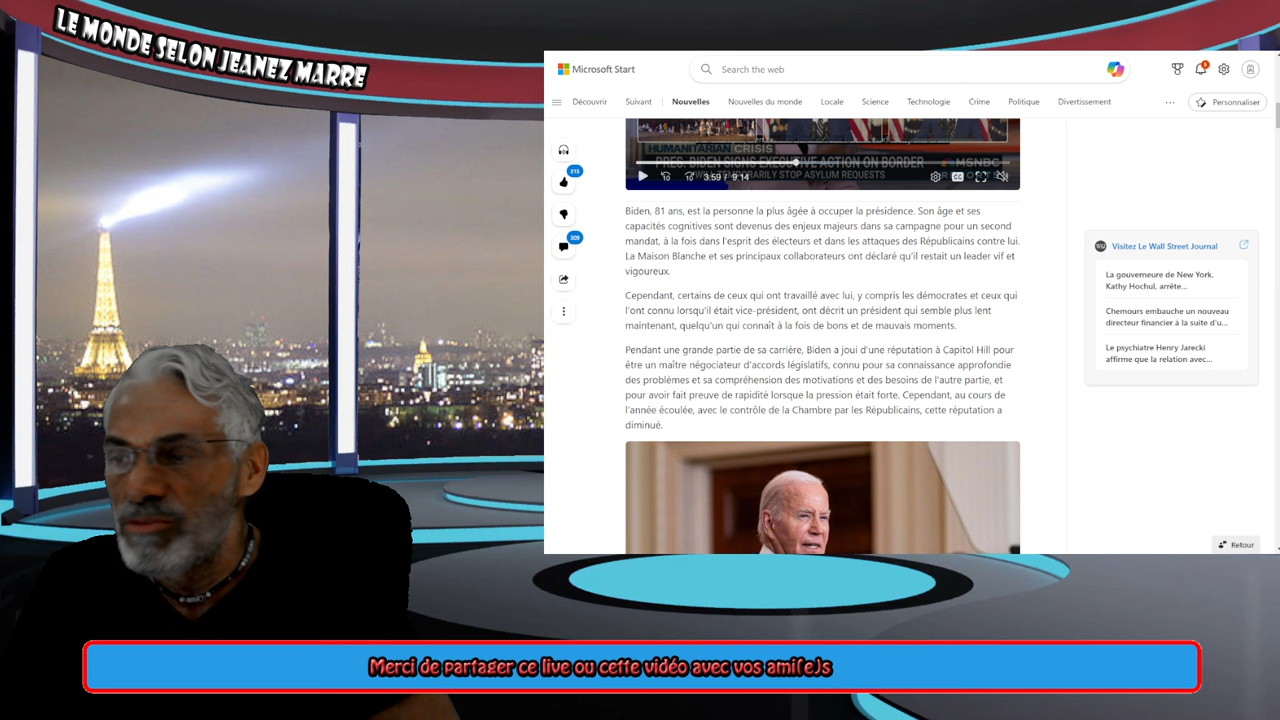 LE MONDE SELON JEANEZ MARRE
Microsoft Start
Search the web
5
Découvrir
Suivant
Nouvelles
Nouvelles du monde
Locale
Science
Technologie
Crime
Politique
Divertissement
...
Personnaliser
315
309
HUMANITARIAN CRISIS
PRES. BIDEN SIGNS EXECUTIVE ACTION ON BORDER
WILL TEMPORARILY STOP ASYLUM REQUESTS
MSNBC
REPORTS
10
10
3:59 / 9:14
CC
Biden, 81 ans, est la personne la plus âgée à occuper la présidence. Son âge et ses
capacités cognitives sont devenus des enjeux majeurs dans sa campagne pour un second
mandat, à la fois dans l'esprit des électeurs et dans les attaques des Républicains contre lui.
La Maison Blanche et ses principaux collaborateurs ont déclaré qu'il restait un leader vif et
vigoureux.
Cependant, certains de ceux qui ont travaillé avec lui, y compris les démocrates et ceux qui
l'ont connu lorsqu'il était vice-président, ont décrit un président qui semble plus lent
maintenant, quelqu'un qui connaît à la fois de bons et de mauvais moments.
Pendant une grande partie de sa carrière, Biden a joui d'une réputation à Capitol Hill pour
être un maître négociateur d'accords législatifs, connu pour sa connaissance approfondie
des problèmes et sa compréhension des motivations et des besoins de l'autre partie, et
pour avoir fait preuve de rapidité lorsque la pression était forte. Cependant, au cours de
l'année écoulée, avec le contrôle de la Chambre par les Républicains, cette réputation a
diminué.
WSJ
Visitez Le Wall Street Journal
La gouverneure de New York,
Kathy Hochul, arrête...
Chemours embauche un nouveau
directeur financier à la suite d'u...
Le psychiatre Henry Jarecki
affirme que la relation avec...
Retour
Merci de partager ce live ou cette vidéo avec vos ami(e)s